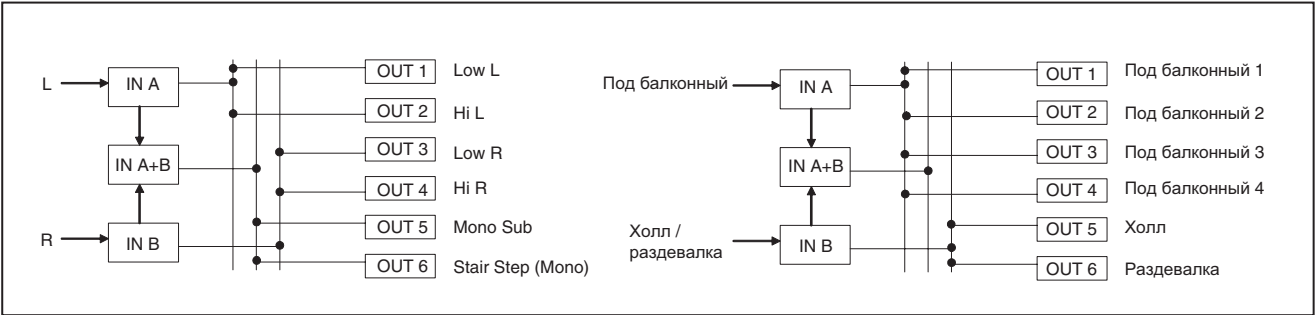 L
IN A
IN A+B
R
IN B
OUT 1 Low L
OUT 2 Hi L
OUT 3 Low R
OUT 4 Hi R
OUT 5 Mono Sub
OUT 6 Stair Step (Mono)
Под балконный
IN A
IN A+B
Холл /
раздевалка
IN B
OUT 1 Под балконный 1
OUT 2 Под балконный 2
OUT 3 Под балконный 3
OUT 4 Под балконный 4
OUT 5 Холл
OUT 6 Раздевалка